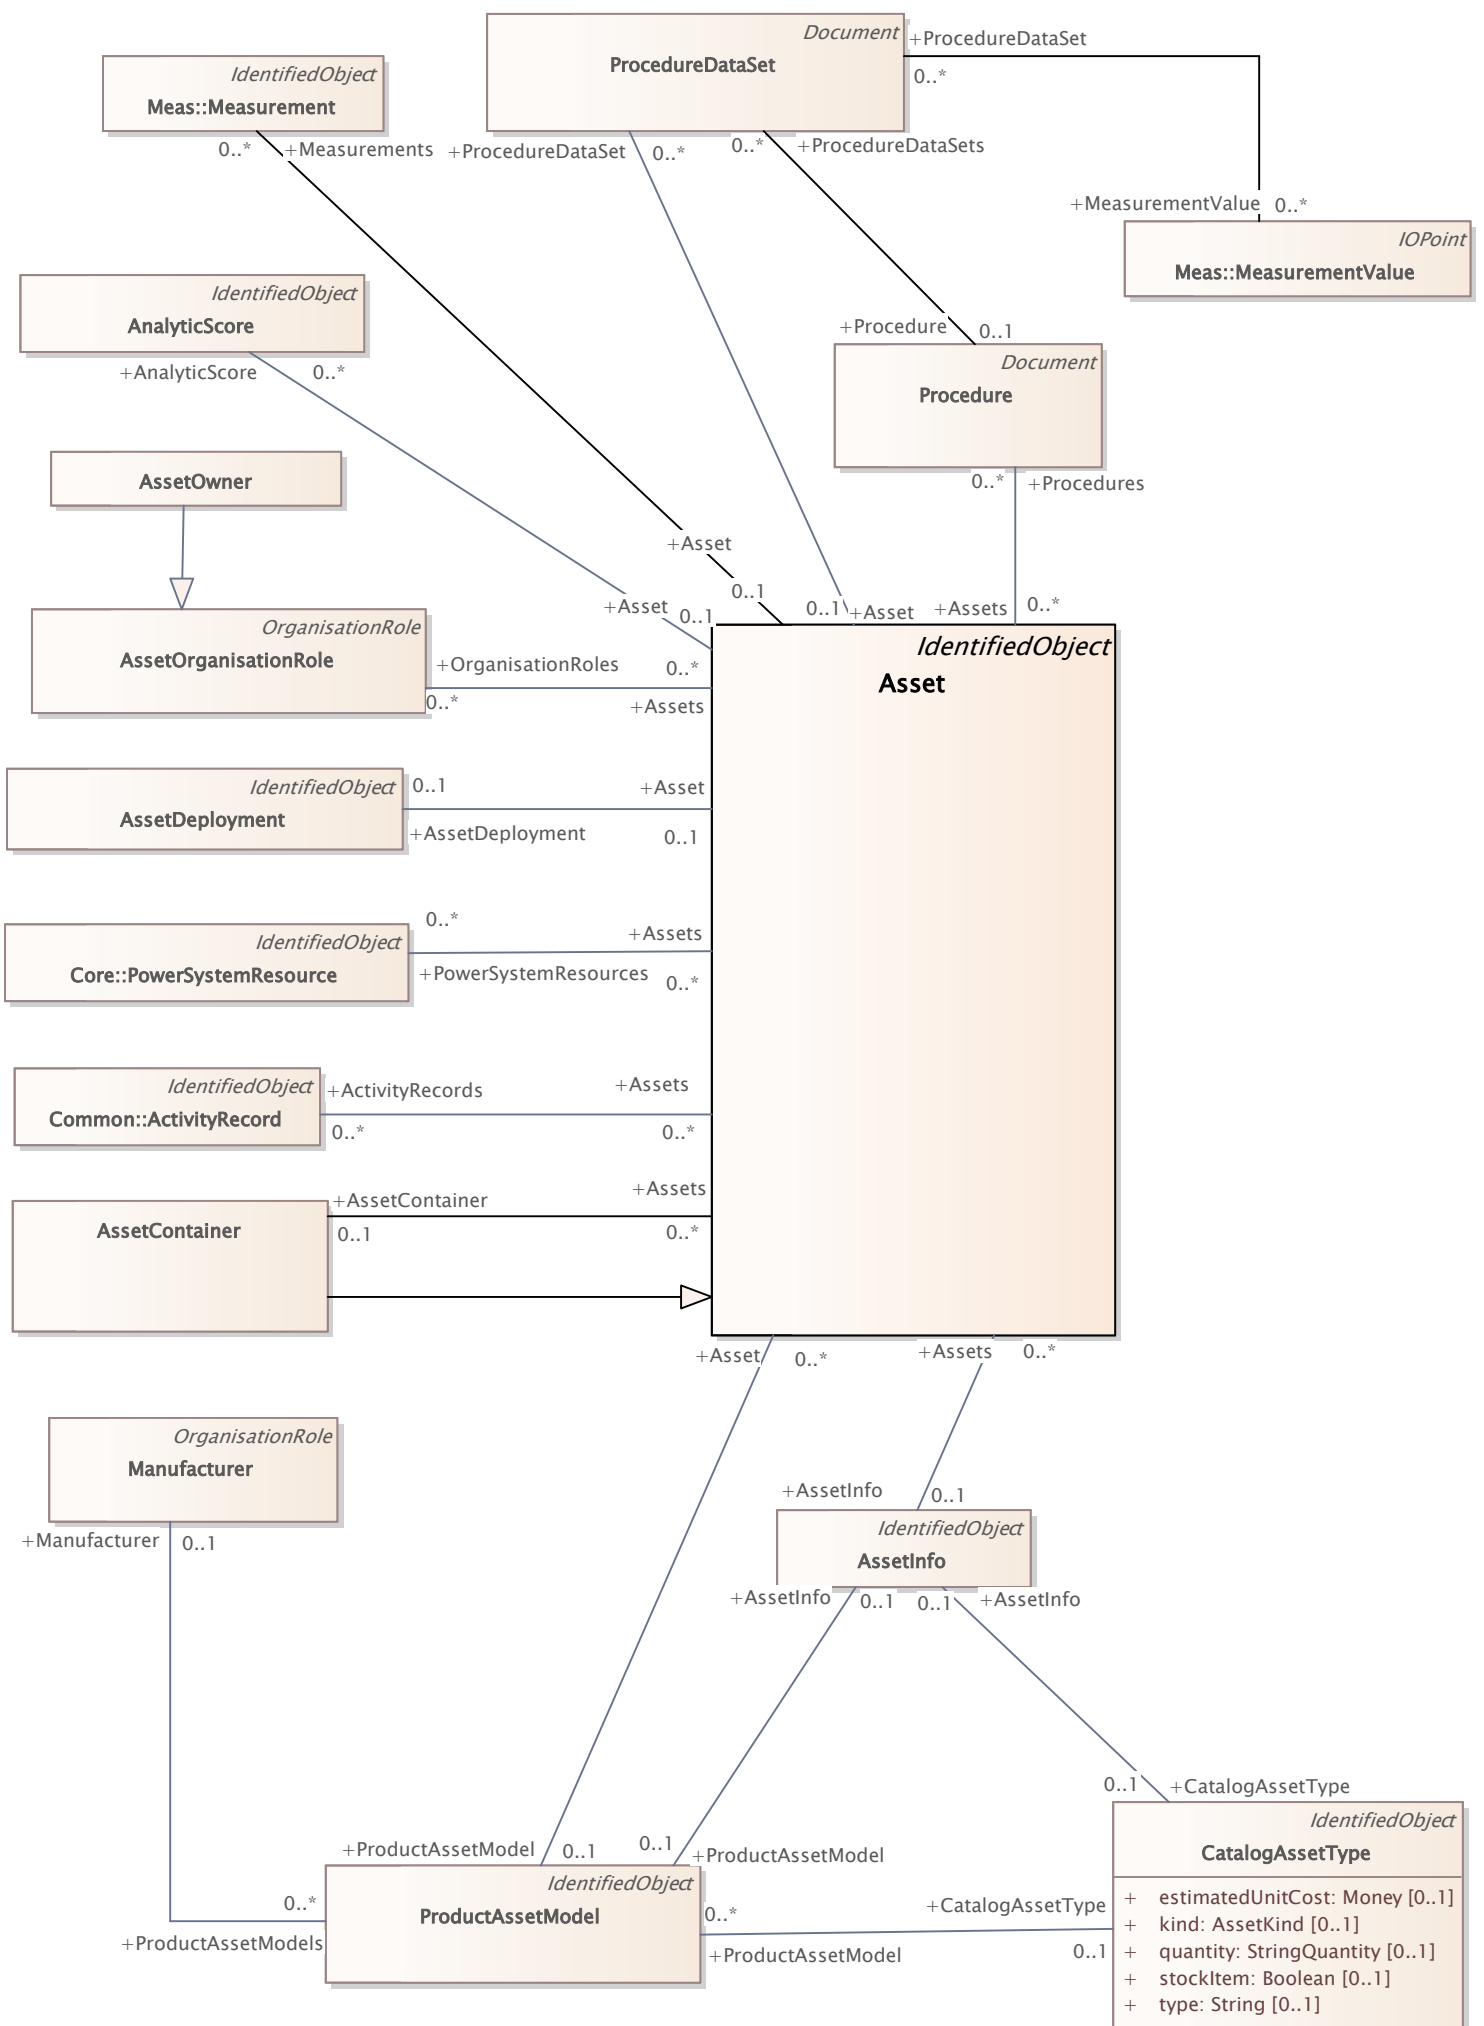 Document
ProcedureDataSet
+ProcedureDataSet
0..*
IdentifiedObject
Meas::Measurement
0..*
+Measurements
+ProcedureDataSet
0..*
0..*
+ProcedureDataSets
+MeasurementValue
0..*
IOPoint
Meas::MeasurementValue
IdentifiedObject
AnalyticScore
+AnalyticScore
0..*
+Procedure
0..1
Document
Procedure
0..*
+Procedures
AssetOwner
+Asset
0..1
+Asset
0..1
0..1
+Asset
+Assets
0..*
OrganisationRole
AssetOrganisationRole
+OrganisationRoles
0..*
0..*
+Assets
IdentifiedObject
Asset
IdentifiedObject
AssetDeployment
0..1
+Asset
+AssetDeployment
0..1
0..*
IdentifiedObject
Core::PowerSystemResource
+Assets
+PowerSystemResources
0..*
IdentifiedObject
Common::ActivityRecord
+ActivityRecords
+Assets
0..*
0..*
AssetContainer
+AssetContainer
+Assets
0..1
0..*
+Asset
0..*
+Assets
0..*
OrganisationRole
Manufacturer
+Manufacturer
0..1
+AssetInfo
0..1
IdentifiedObject
AssetInfo
+AssetInfo
0..1
0..1
+AssetInfo
0..1
+CatalogAssetType
+ProductAssetModel
0..1
0..1
+ProductAssetModel
0..*
+ProductAssetModels
IdentifiedObject
ProductAssetModel
0..*
+ProductAssetModel
+CatalogAssetType
0..1
IdentifiedObject
CatalogAssetType
+ estimatedUnitCost: Money [0..1]
+ kind: AssetKind [0..1]
+ quantity: StringQuantity [0..1]
+ stockItem: Boolean [0..1]
+ type: String [0..1]